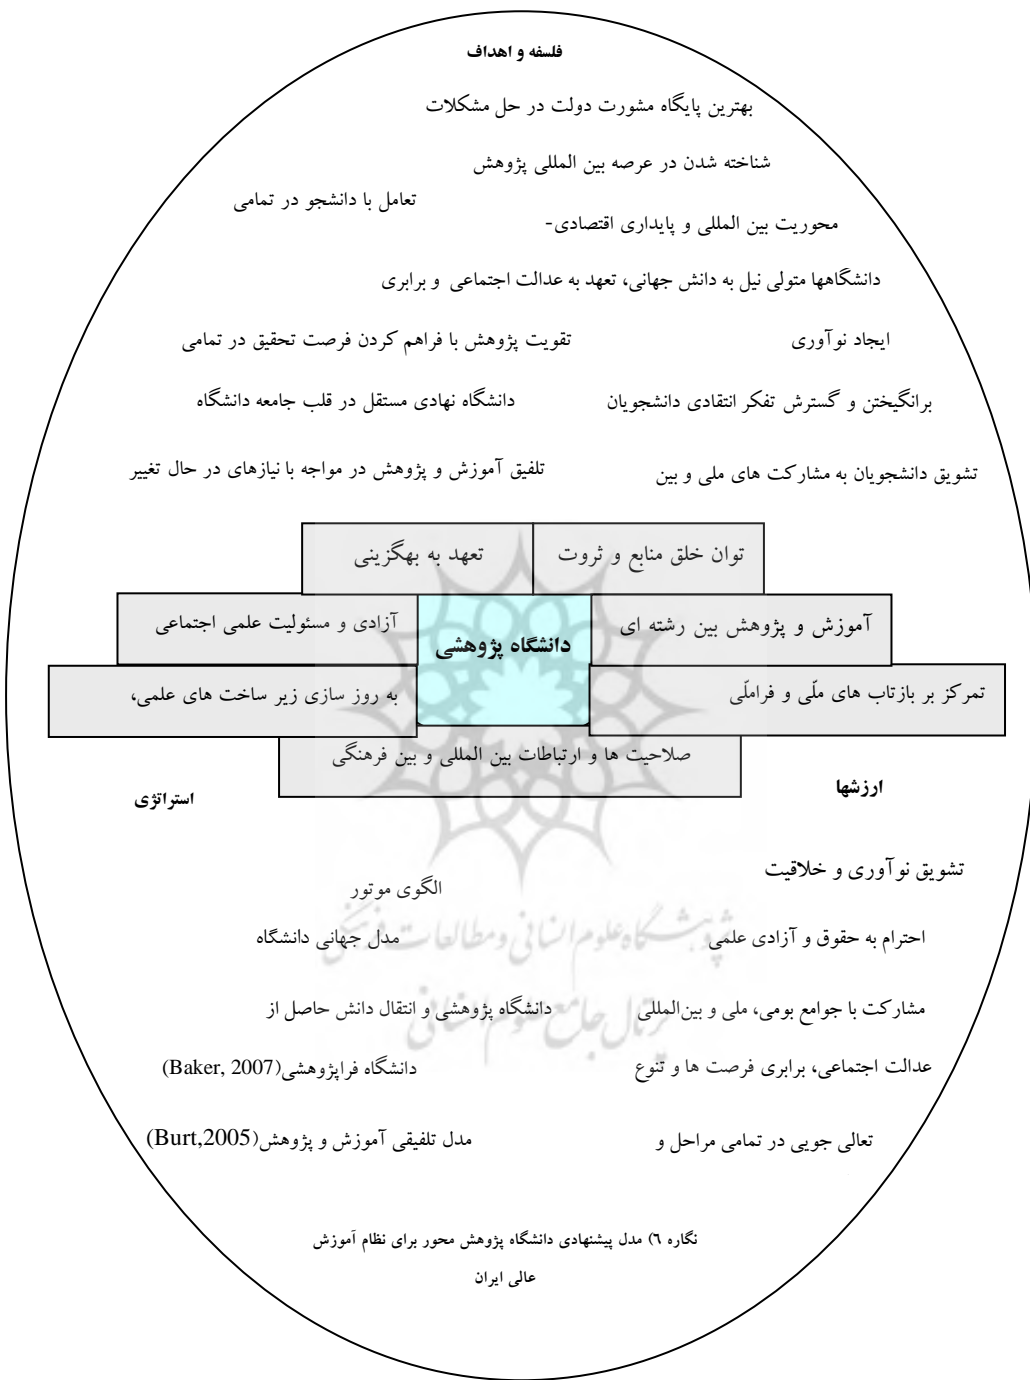 فلسفه و اهداف
بهترین پایگاه مشورت دولت در حل مشکلات
شناخته شدن در عرصه بین المللی پژوهش
تعامل با دانشجو در تمامی
محوریت بین المللی و پایداری اقتصادی-
دانشگاهها متولی نیل به دانش جهانی، تعهد به عدالت اجتماعی و برابری
ایجاد نوآوری
تقویت پژوهش با فراهم کردن فرصت تحقیق در تمامی
برانگیختن و گسترش تفکر انتقادی دانشجویان
دانشگاه نهادی مستقل در قلب جامعه دانشگاه
تشویق دانشجویان به مشارکت های ملی و بین
تلفیق آموزش و پژوهش در مواجه با نیازهای در حال تغییر
توان خلق منابع و ثروت
تعهد به بهگزینی
آموزش و پژوهش بین رشته ای
دانشگاه پژوهشی
آزادی و مسئولیت علمی اجتماعی
تمرکز بر بازتاب های ملّی و فراملّی
به روز سازی زیر ساخت های علمی،
صلاحیت ها و ارتباطات بین المللی و بین فرهنگی
ارزشها
استراتژی
تشویق نوآوری و خلاقیت
الگوی موتور
احترام به حقوق و آزادی علمی
مدل جهانی دانشگاه
مشارکت با جوامع بومی، ملی و بین‌المللی
دانشگاه پژوهشی و انتقال دانش حاصل از
عدالت اجتماعی، برابری فرصت ها و تنوع
دانشگاه فراپژوهشی(Baker, 2007)
تعالی جویی در تمامی مراحل و
مدل تلفیقی آموزش و پژوهش(Burt,2005)
پژوهشگاه علوم انسانی و مطالعات فرهنگی
پرتال جامع علوم انسانی
نگاره ٦) مدل پیشنهادی دانشگاه پژوهش محور برای نظام آموزش
عالی ایران